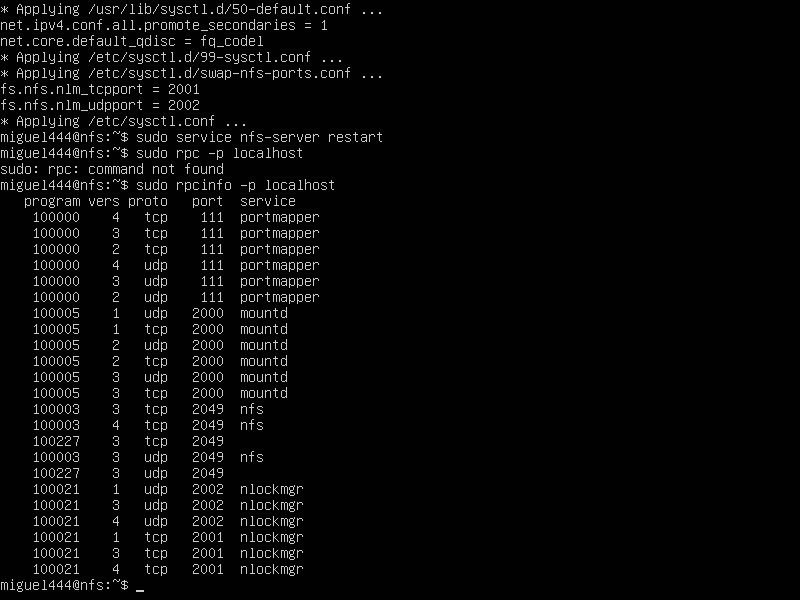 * Applying /usr/lib/sysctl.d/50-default.conf ...
net.ipv4.conf.all.promote_secondaries = 1
net.core.default_qdisc = fq_codel
* Applying /etc/sysctl.d/99-sysctl.conf ...
* Applying /etc/sysctl.d/swap-nfs-ports.conf ...
fs.nfs.nlm_tcpport = 2001
fs.nfs.nlm_udpport = 2002
* Applying /etc/sysctl.conf ...
miguel444@nfs:~$ sudo service nfs-server restart
miguel444@nfs:~$ sudo rpc -p localhost
sudo: rpc: command not found
miguel444@nfs:~$ sudo rpcinfo -p localhost
   program vers proto   port  service
    100000    4   tcp    111  portmapper
    100000    3   tcp    111  portmapper
    100000    2   tcp    111  portmapper
    100000    4   udp    111  portmapper
    100000    3   udp    111  portmapper
    100000    2   udp    111  portmapper
    100005    1   udp   2000  mountd
    100005    1   tcp   2000  mountd
    100005    2   udp   2000  mountd
    100005    2   tcp   2000  mountd
    100005    3   udp   2000  mountd
    100005    3   tcp   2000  mountd
    100003    3   tcp   2049  nfs
    100003    4   tcp   2049  nfs
    100227    3   tcp   2049
    100003    3   udp   2049  nfs
    100227    3   udp   2049
    100021    1   udp   2002  nlockmgr
    100021    3   udp   2002  nlockmgr
    100021    4   udp   2002  nlockmgr
    100021    1   tcp   2001  nlockmgr
    100021    3   tcp   2001  nlockmgr
    100021    4   tcp   2001  nlockmgr
miguel444@nfs:~$ _